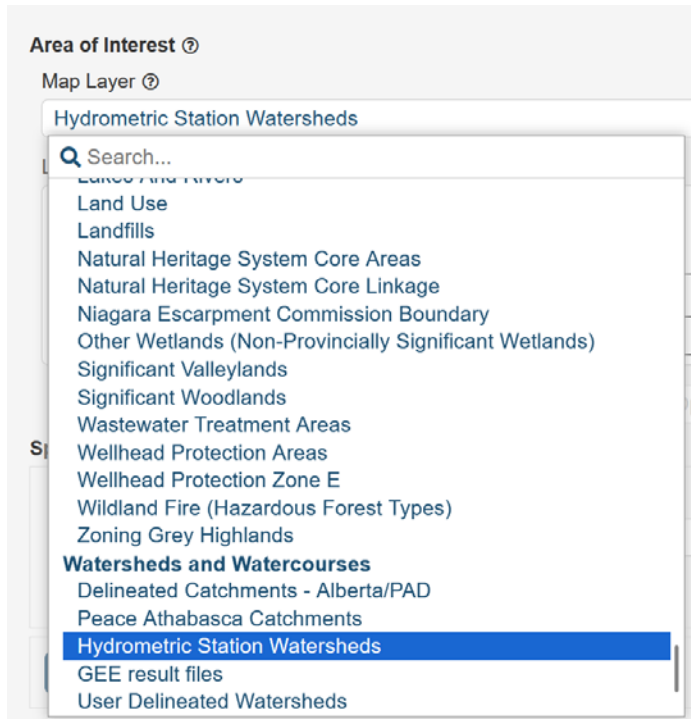 Area of Interest
Map Layer
Hydrometric Station Watersheds
Search...
Lakes And Rivers
Land Use
Landfills
Natural Heritage System Core Areas
Natural Heritage System Core Linkage
Niagara Escarpment Commission Boundary
Other Wetlands (Non-Provincially Significant Wetlands)
Significant Valleylands
Significant Woodlands
Wastewater Treatment Areas
Wellhead Protection Areas
Wellhead Protection Zone E
Wildland Fire (Hazardous Forest Types)
Zoning Grey Highlands
Watersheds and Watercourses
Delineated Catchments - Alberta/PAD
Peace Athabasca Catchments
Hydrometric Station Watersheds
GEE result files
User Delineated Watersheds